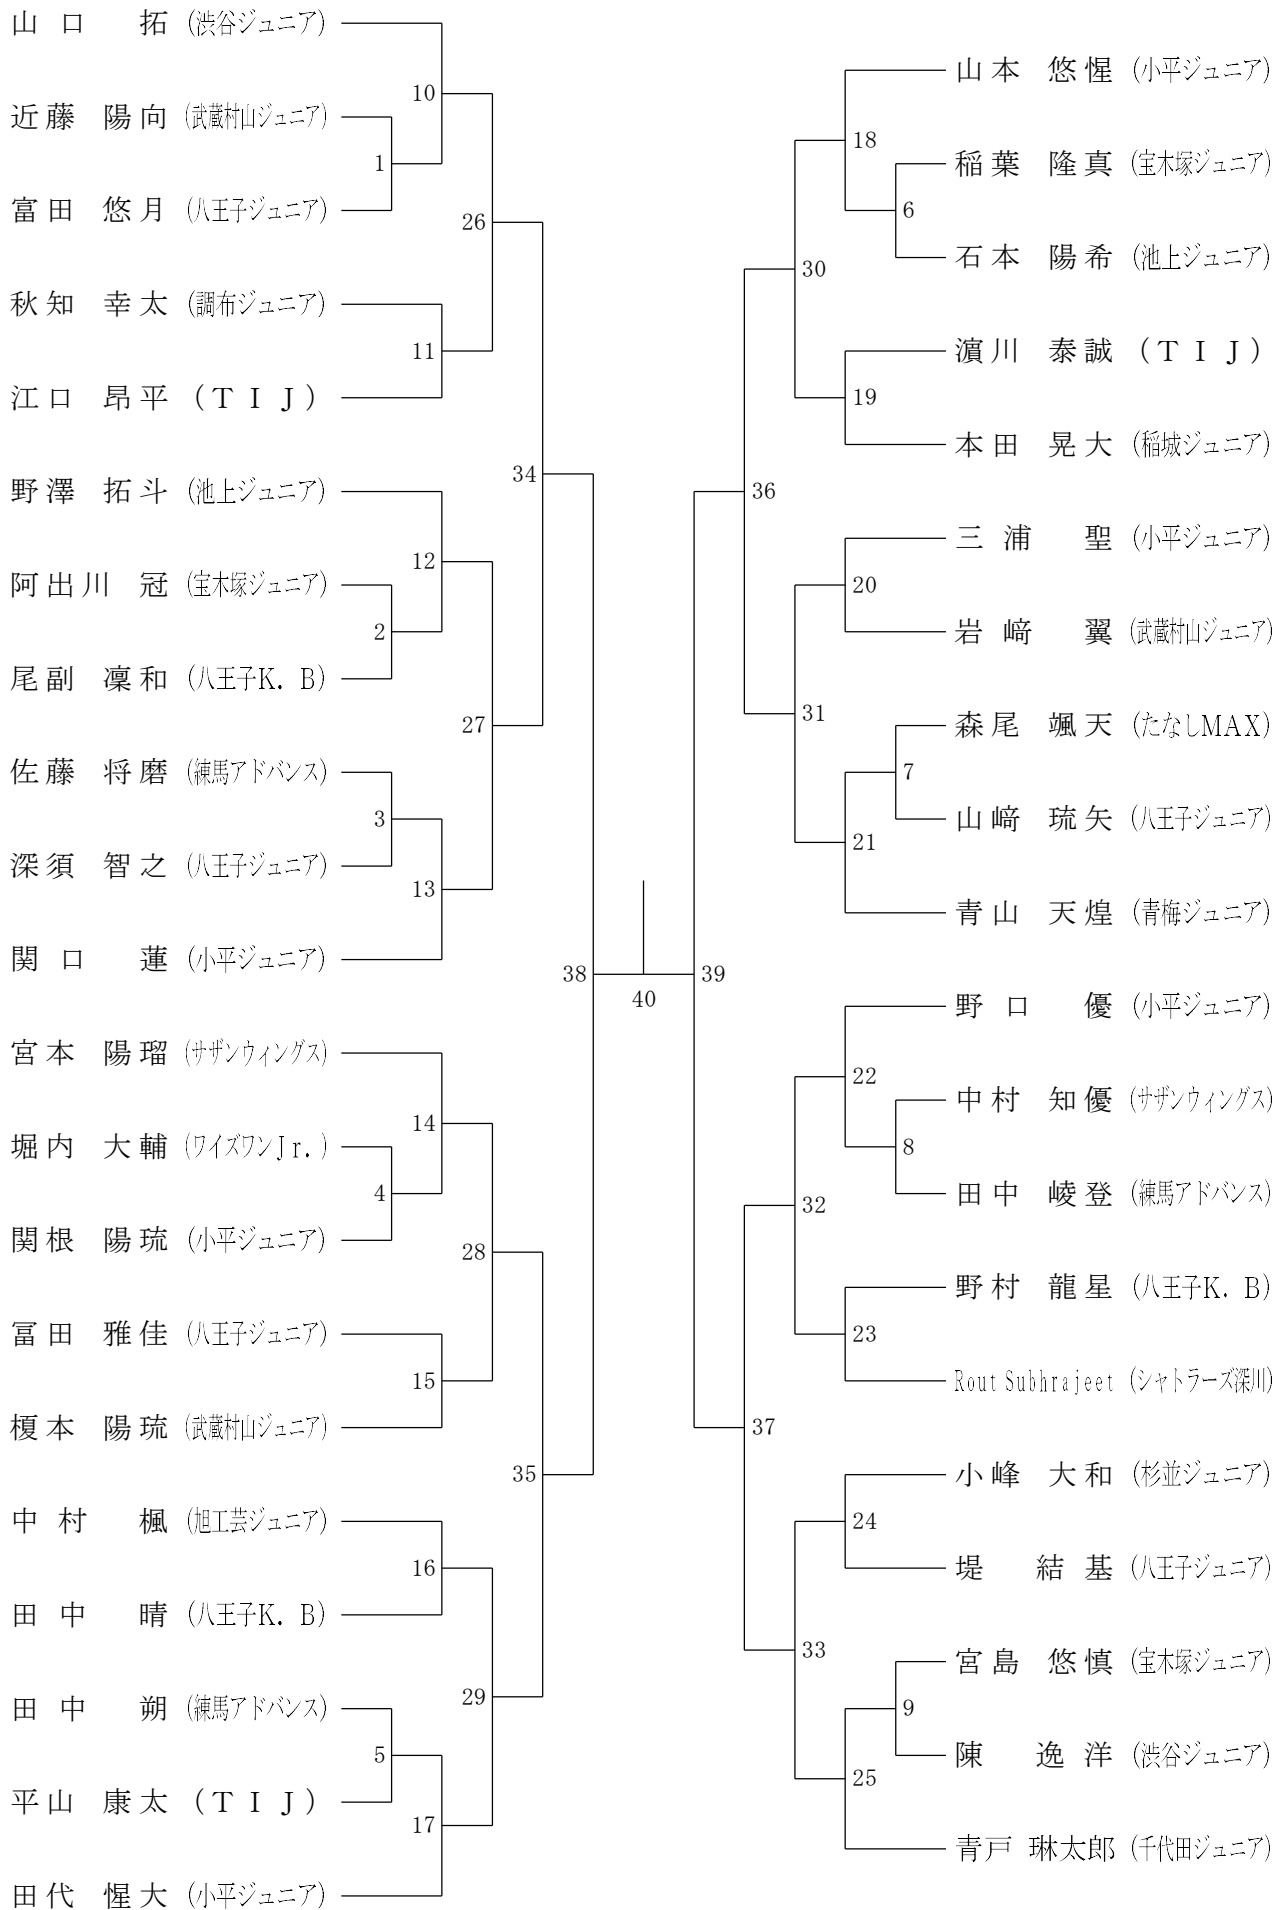 山口 拓 (渋谷ジュニア)
近藤 陽向 (武蔵村山ジュニア)
富田 悠月 (八王子ジュニア)
秋知 幸太 (調布ジュニア)
江口 昂平 (ＴＩＪ)
野澤 拓斗 (池上ジュニア)
阿出川 冠 (宝木塚ジュニア)
尾副 凜和 (八王子K. B)
佐藤 将磨 (練馬アドバンス)
深須 智之 (八王子ジュニア)
関口 蓮 (小平ジュニア)
宮本 陽瑠 (サザンウィングス)
堀内 大輔 (ワイズワンJr.)
関根 陽琉 (小平ジュニア)
冨田 雅佳 (八王子ジュニア)
榎本 陽琉 (武蔵村山ジュニア)
中村 楓 (旭工芸ジュニア)
田中 晴 (八王子K. B)
田中 朔 (練馬アドバンス)
平山 康太 (ＴＩＪ)
田代 惺大 (小平ジュニア)
1
2
3
4
5
10
11
12
13
14
15
16
17
26
27
28
29
34
35
38
40
39
36
37
30
31
32
33
18
19
20
21
22
23
24
25
6
7
8
9
山本 悠惺 (小平ジュニア)
稲葉 隆真 (宝木塚ジュニア)
石本 陽希 (池上ジュニア)
濵川 泰誠 (ＴＩＪ)
本田 晃大 (稲城ジュニア)
三浦 聖 (小平ジュニア)
岩﨑 翼 (武蔵村山ジュニア)
森尾 颯天 (たなしMAX)
山﨑 琉矢 (八王子ジュニア)
青山 天煌 (青梅ジュニア)
野口 優 (小平ジュニア)
中村 知優 (サザンウィングス)
田中 崚登 (練馬アドバンス)
野村 龍星 (八王子K. B)
Rout Subhrajeet (シャトラーズ深川)
小峰 大和 (杉並ジュニア)
堤 結基 (八王子ジュニア)
宮島 悠慎 (宝木塚ジュニア)
陳 逸洋 (渋谷ジュニア)
青戸 琳太郎 (千代田ジュニア)